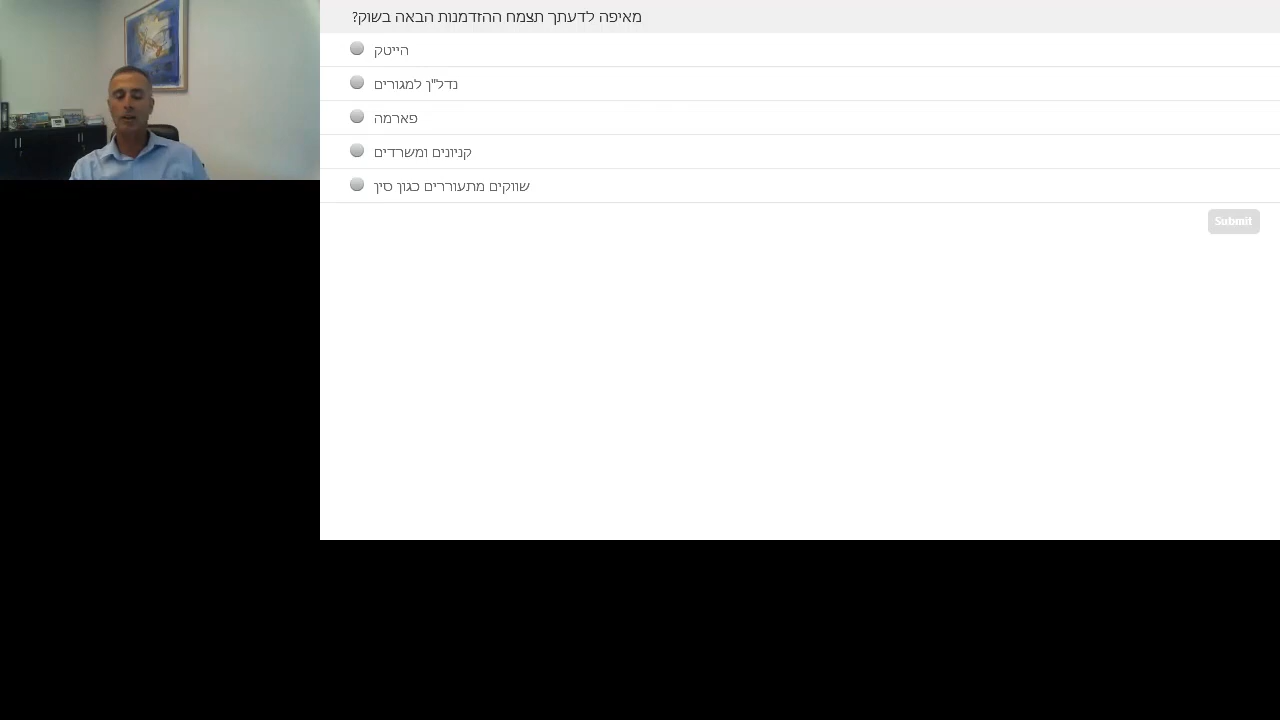 מאיפה לדעתך תצמח ההזדמנות הבאה בשוק?
הייטק
נדל"ן למגורים
פארמה
קניונים ומשרדים
שווקים מתעוררים כגון סין
Submit